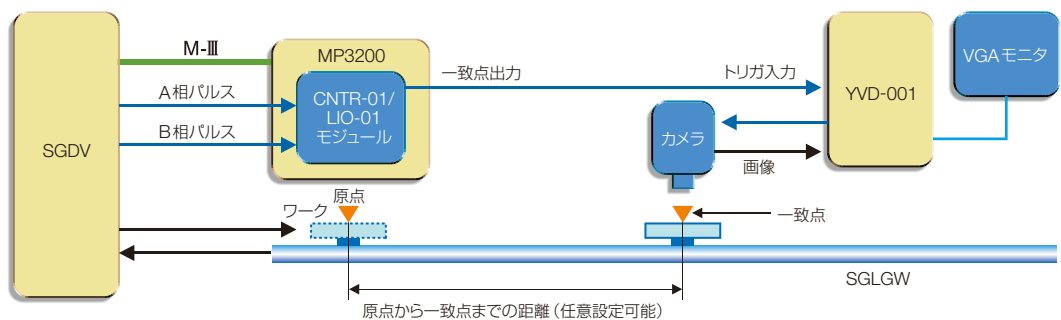 SGDV
M-Ⅲ
A相パルス
B相パルス
MP3200
CNTR-01/
LIO-01
モジュール
一致点出力
トリガ入力
カメラ
画像
YVD-001
VGAモニタ
ワーク
原点
一致点
SGLGW
原点から一致点までの距離（任意設定可能）